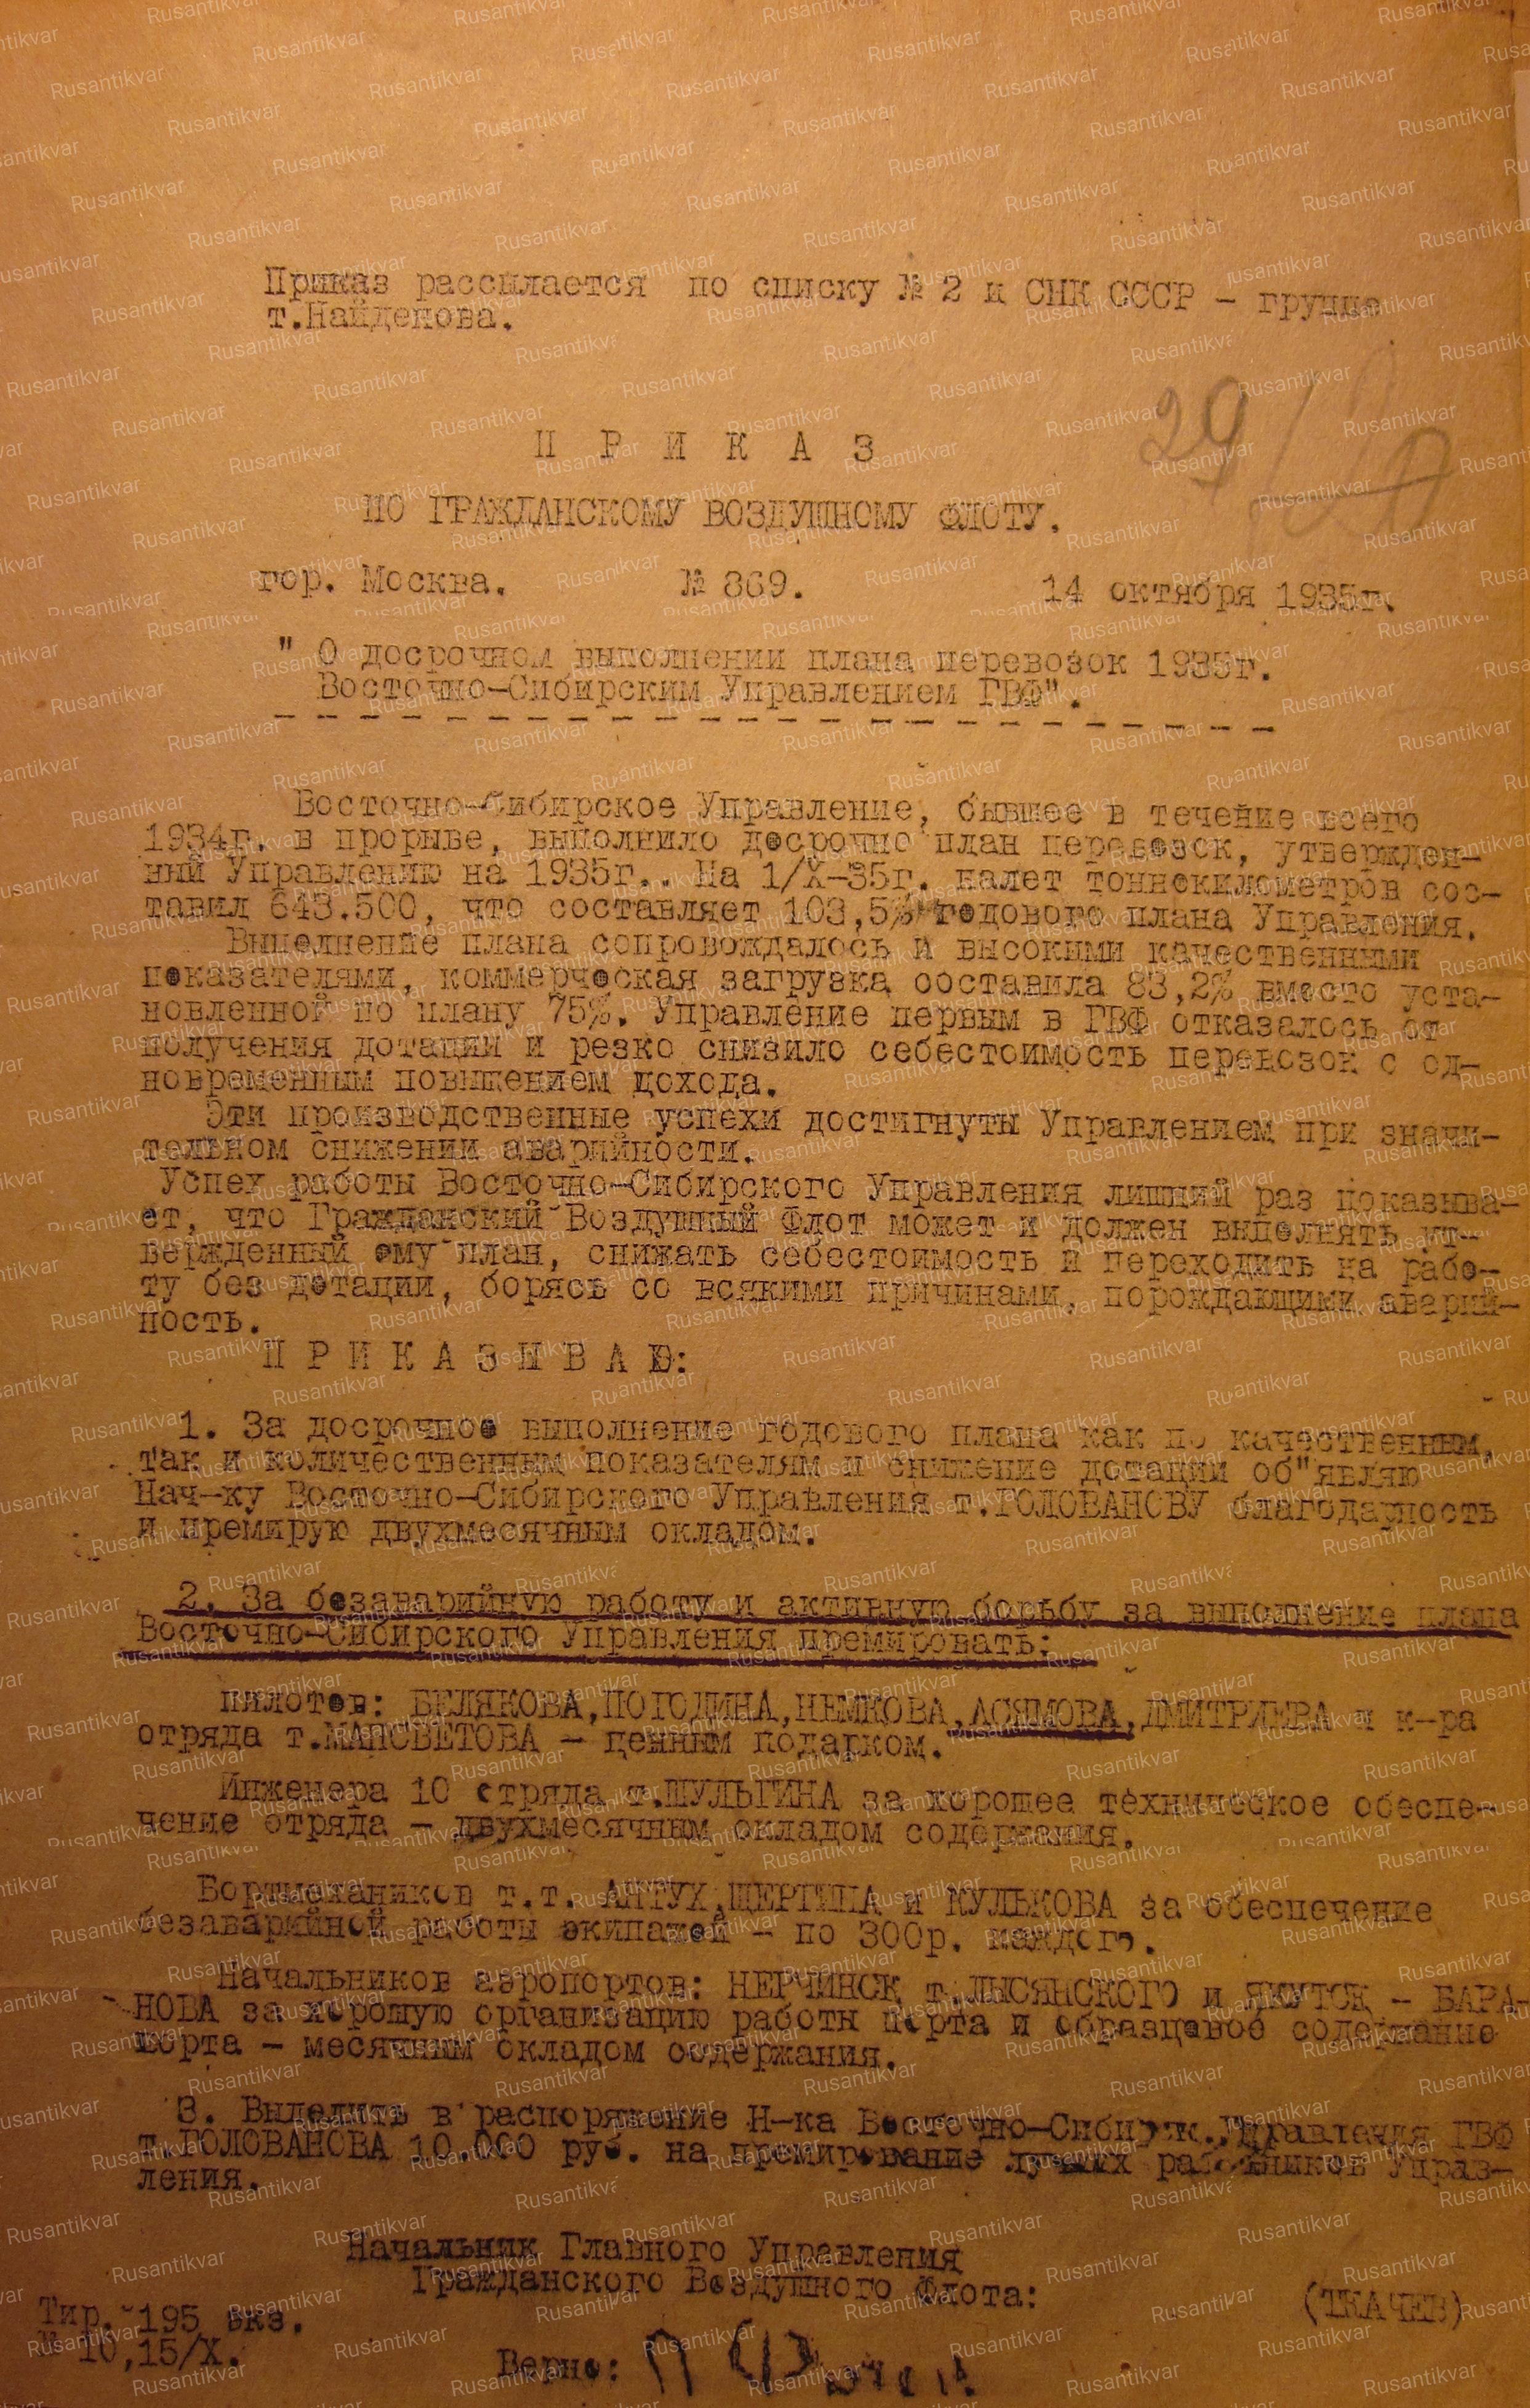 Приказ рассылается по списку № 2 и СНК СССР - группе
т.Найденова.
29/
П Р И К А З
ПО ГРАЖДАНСКОМУ ВОЗДУШНОМУ ФЛОТУ.
гор. Москва. № 869. 14 октября 1935г.
" О досрочном выполнении плана перевозок 1935г.
Восточно-Сибирским Управлением ГВФ".
Восточно-Сибирское Управление, бывшее в течение всего
1934г. в прорыве, выполнило досрочно план перевозок, утвержден-
ный Управлению на 1935г.. На 1/X-35г. налет тоннокилометров сос-
тавил 643.500, что составляет 103,5% годового плана Управления.
Выполнение плана сопровождалось и высокими качественными
показателями, коммерческая загрузка составила 83,2% вместо уста-
новленной по плану 75%. Управление первым в ГВФ отказалось от
получения дотации и резко снизило себестоимость перевозок с од-
новременным повышением дохода.
Эти производственные успехи достигнуты Управлением при значи-
тельном снижении аварийности.
Успех работы Восточно-Сибирского Управления лишний раз показыва-
ет, что Гражданский Воздушный Флот может и должен выполнять ут-
вержденный ему план, снижать себестоимость и переходить на рабо-
ту без дотации, борясь со всякими причинами, порождающими аварий-
ность.
П Р И К А З Ы В А Ю:
1. За досрочное выполнение годового плана как по качественным,
так и количественным показателям и снижение дотации об"являю
Нач-ку Восточно-Сибирского Управления т.ГОЛОВАНОВУ благодарность
и премирую двухмесячным окладом.
2. За безаварийную работу и активную борьбу за выполнение плана
Восточно-Сибирского Управления премировать:
пилотов: БЕЛЯКОВА,ПОГОДИНА,НЕМКОВА,АСЯМОВА,ДМИТРИЕВА и к-ра
отряда т.МАНСВЕТОВА - ценным подарком.
Инженера 10 отряда т.ШУЛЬГИНА за хорошее техническое обеспе-
чение отряда - двухмесячным окладом содержания.
Бортмехаников т.т. АПТУХ,ЩЕРГИНА и КУЛЬКОВА за обеспечение
безаварийной работы экипажей - по 300р. каждого.
Начальников аэропортов: НЕРЧИНСК т.ЛЫСЯНСКОГО и ЯКУТСК - БАРА-
НОВА за хорошую организацию работы порта и образцовое содержание
порта - месячным окладом содержания.
3. Выделить в распоряжение Н-ка Восточно-Сибирск.Управления ГВФ
т.ГОЛОВАНОВА 10.000 руб. на премирование лучших работников Управ-
ления.
Начальник Главного Управления
Гражданского Воздушного Флота: (ТКАЧЕВ)
Тир. 195 экз.
10,15/X.
Верно: